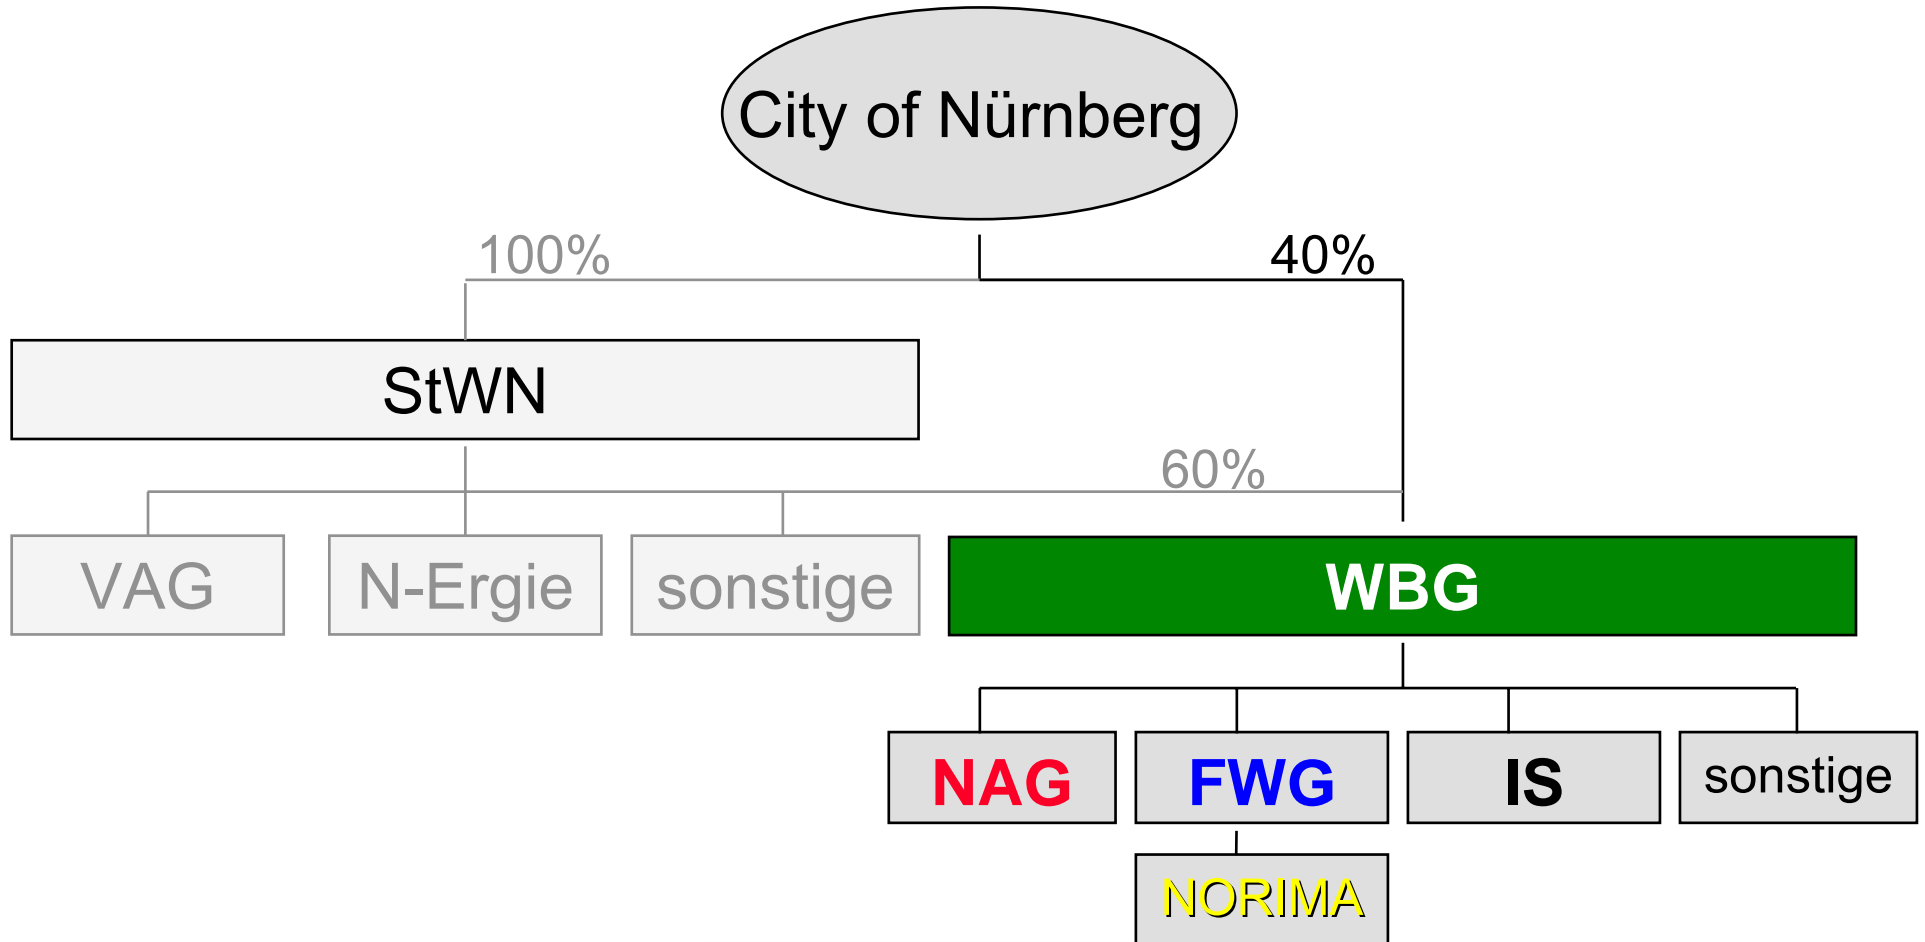 City of Nürnberg
100%
40%
StWN
60%
VAG
N-Ergie
sonstige
WBG
NAG
FWG
IS
sonstige
NORIMA